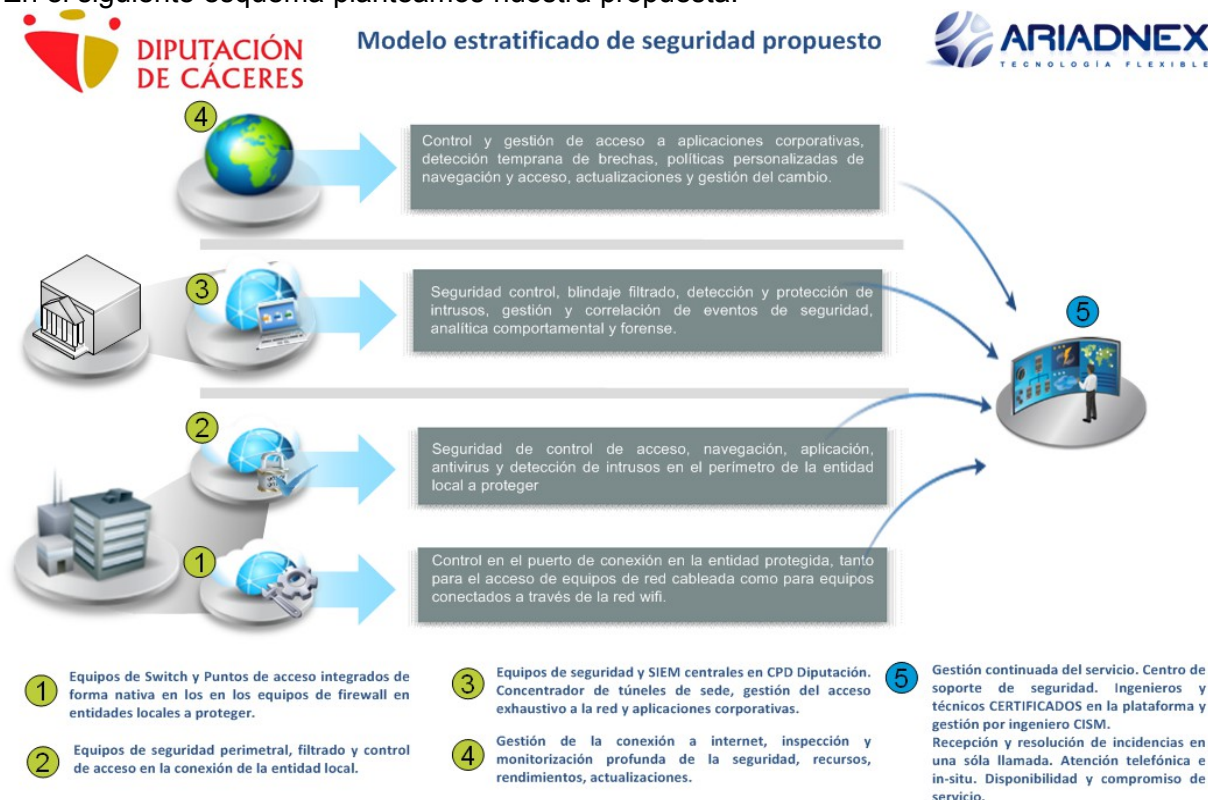 En el siguiente esquema planteamos nuestra propuesta:
DIPUTACIÓN
DE CÁCERES
Modelo estratificado de seguridad propuesto
ARIADNEX
TECNOLOGÍA FLEXIBLE
4
Control y gestión de acceso a aplicaciones corporativas,
detección temprana de brechas, políticas personalizadas de
navegación y acceso, actualizaciones y gestión del cambio.
3
Seguridad control, blindaje filtrado, detección y protección de
intrusos, gestión y correlación de eventos de seguridad,
analítica comportamental y forense.
5
2
Seguridad de control de acceso, navegación, aplicación,
antivirus y detección de intrusos en el perímetro de la entidad
local a proteger
1
Control en el puerto de conexión en la entidad protegida, tanto
para el acceso de equipos de red cableada como para equipos
conectados a través de la red wifi.
1
Equipos de Switch y Puntos de acceso integrados de
forma nativa en los en los equipos de firewall en
entidades locales a proteger.
2
Equipos de seguridad perimetral, filtrado y control
de acceso en la conexión de la entidad local.
3
Equipos de seguridad y SIEM centrales en CPD Diputación.
Concentrador de túneles de sede, gestión del acceso
exhaustivo a la red y aplicaciones corporativas.
4
Gestión de la conexión a internet, inspección y
monitorización profunda de la seguridad, recursos,
rendimientos, actualizaciones.
5
Gestión continuada del servicio. Centro de
soporte de seguridad. Ingenieros y
técnicos CERTIFICADOS en la plataforma y
gestión por ingeniero CISM.
Recepción y resolución de incidencias en
una sóla llamada. Atención telefónica e
in-situ. Disponibilidad y compromiso de
servicio.